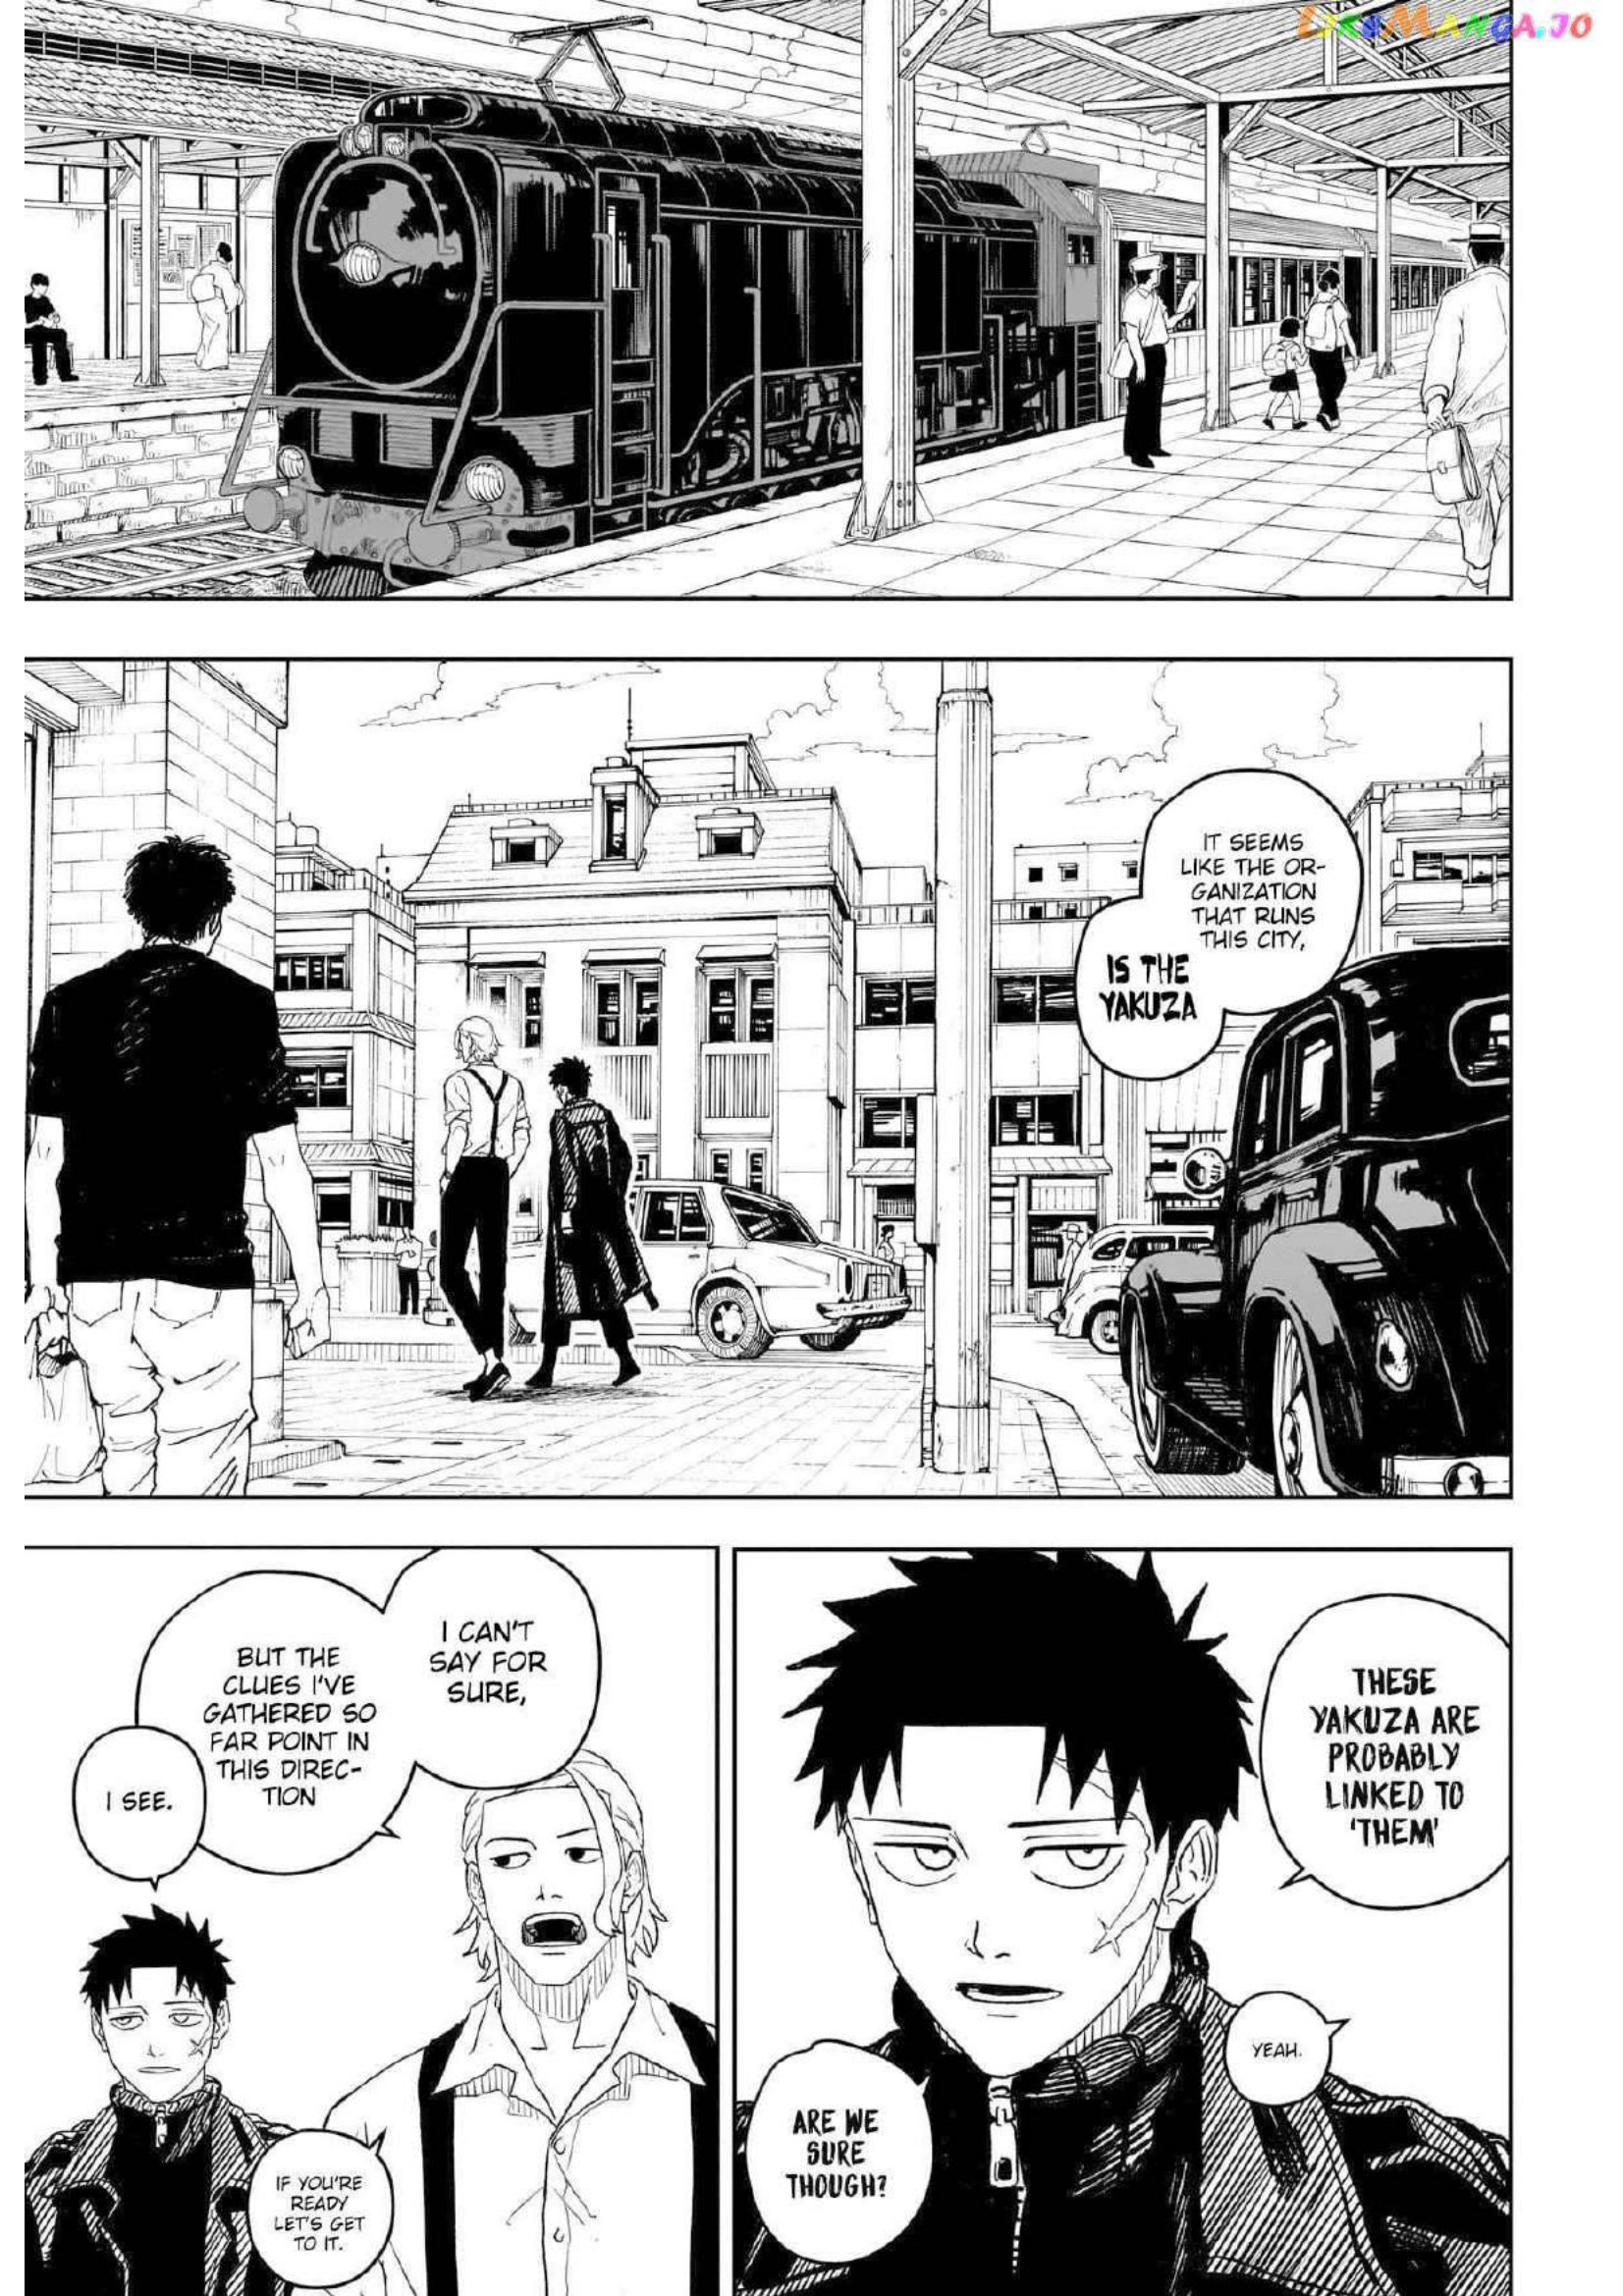 LIKEMANGA.IO
IT SEEMS
LIKE THE OR-
GANIZATION
THAT RUNS
THIS CITY,
IS THE
YAKUZA
THESE
YAKUZA ARE
PROBABLY
LINKED TO
'THEM'
YEAH.
ARE WE
SURE
THOUGH?
I CAN'T
SAY FOR
SURE,
BUT THE
CLUES I'VE
GATHERED SO
FAR POINT IN
THIS DIREC-
TION
I SEE.
IF YOU'RE
READY
LET'S GET
TO IT.